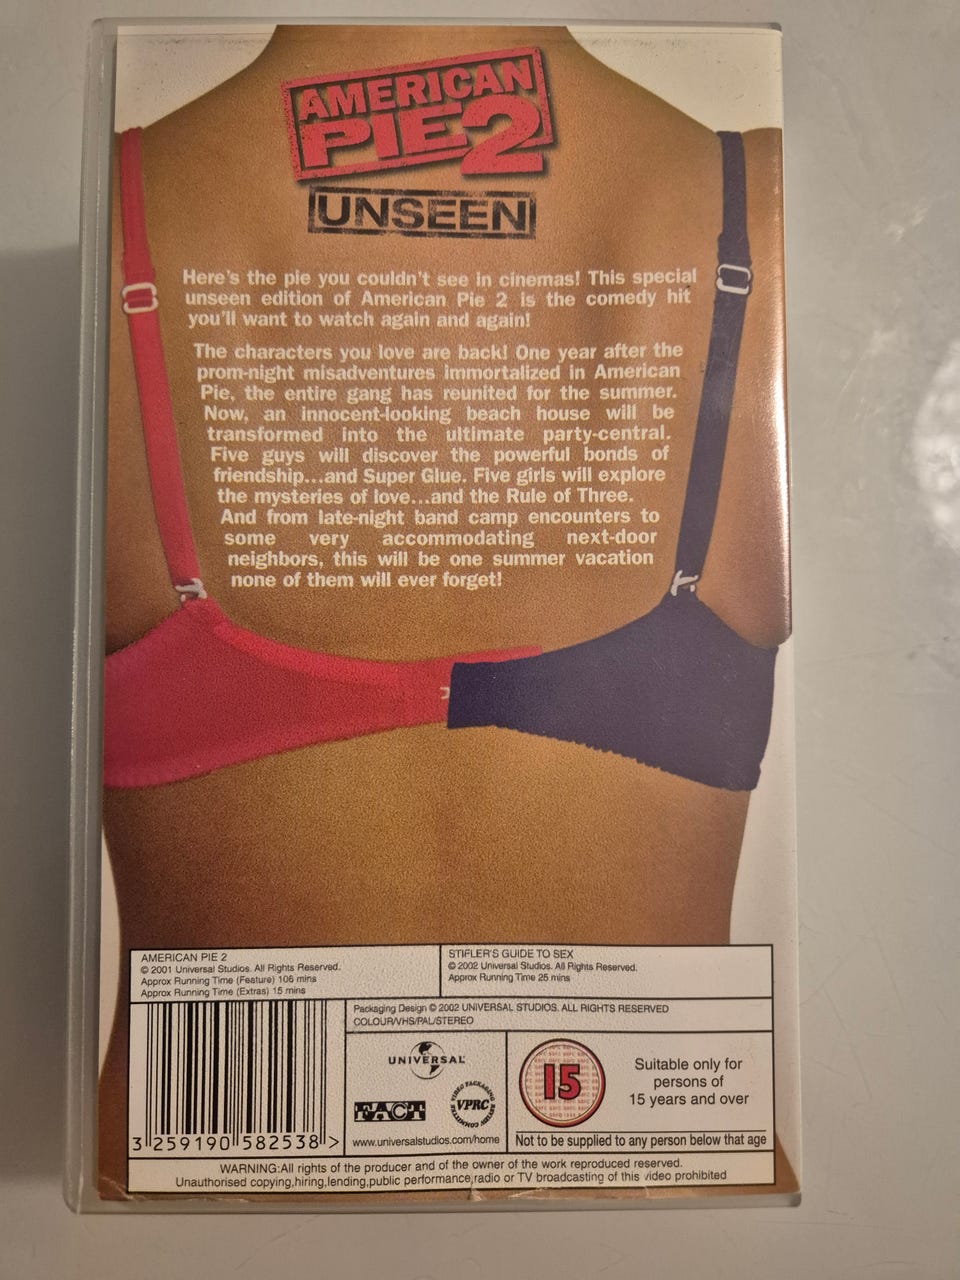 AMERICAN
PIE 2
UNSEEN
Here's the pie you couldn't see in cinemas! This special
unseen edition of American Pie 2 is the comedy hit
you'll want to watch again and again!
The characters you love are back! One year after the
prom-night misadventures immortalized in American
Pie, the entire gang has reunited for the summer.
Now, an innocent-looking beach house will be
transformed into the ultimate party-central.
Five guys will discover the powerful bonds of
friendship...and Super Glue. Five girls will explore
the mysteries of love...and the Rule of Three.
And from late-night band camp encounters to
some very accommodating next-door
neighbors, this will be one summer vacation
none of them will ever forget!
AMERICAN PIE 2
© 2001 Universal Studios. All Rights Reserved.
Approx Running Time (Feature) 106 mins
Approx Running Time (Extras) 15 mins
STIFLER'S GUIDE TO SEX
© 2002 Universal Studios. All Rights Reserved.
Approx Running Time 25 mins
Packaging Design © 2002 UNIVERSAL STUDIOS. ALL RIGHTS RESERVED
COLOUR/VHS/PAL/STEREO
3 259190 582538 >
UNIVERSAL
FACT
VIDEO PACKAGING
VPRC
REVIEW COMMITTEE
www.universalstudios.com/home
15
Suitable only for
persons of
15 years and over
Not to be supplied to any person below that age
WARNING:All rights of the producer and of the owner of the work reproduced reserved.
Unauthorised copying,hiring,lending,public performance,radio or TV broadcasting of this video prohibited